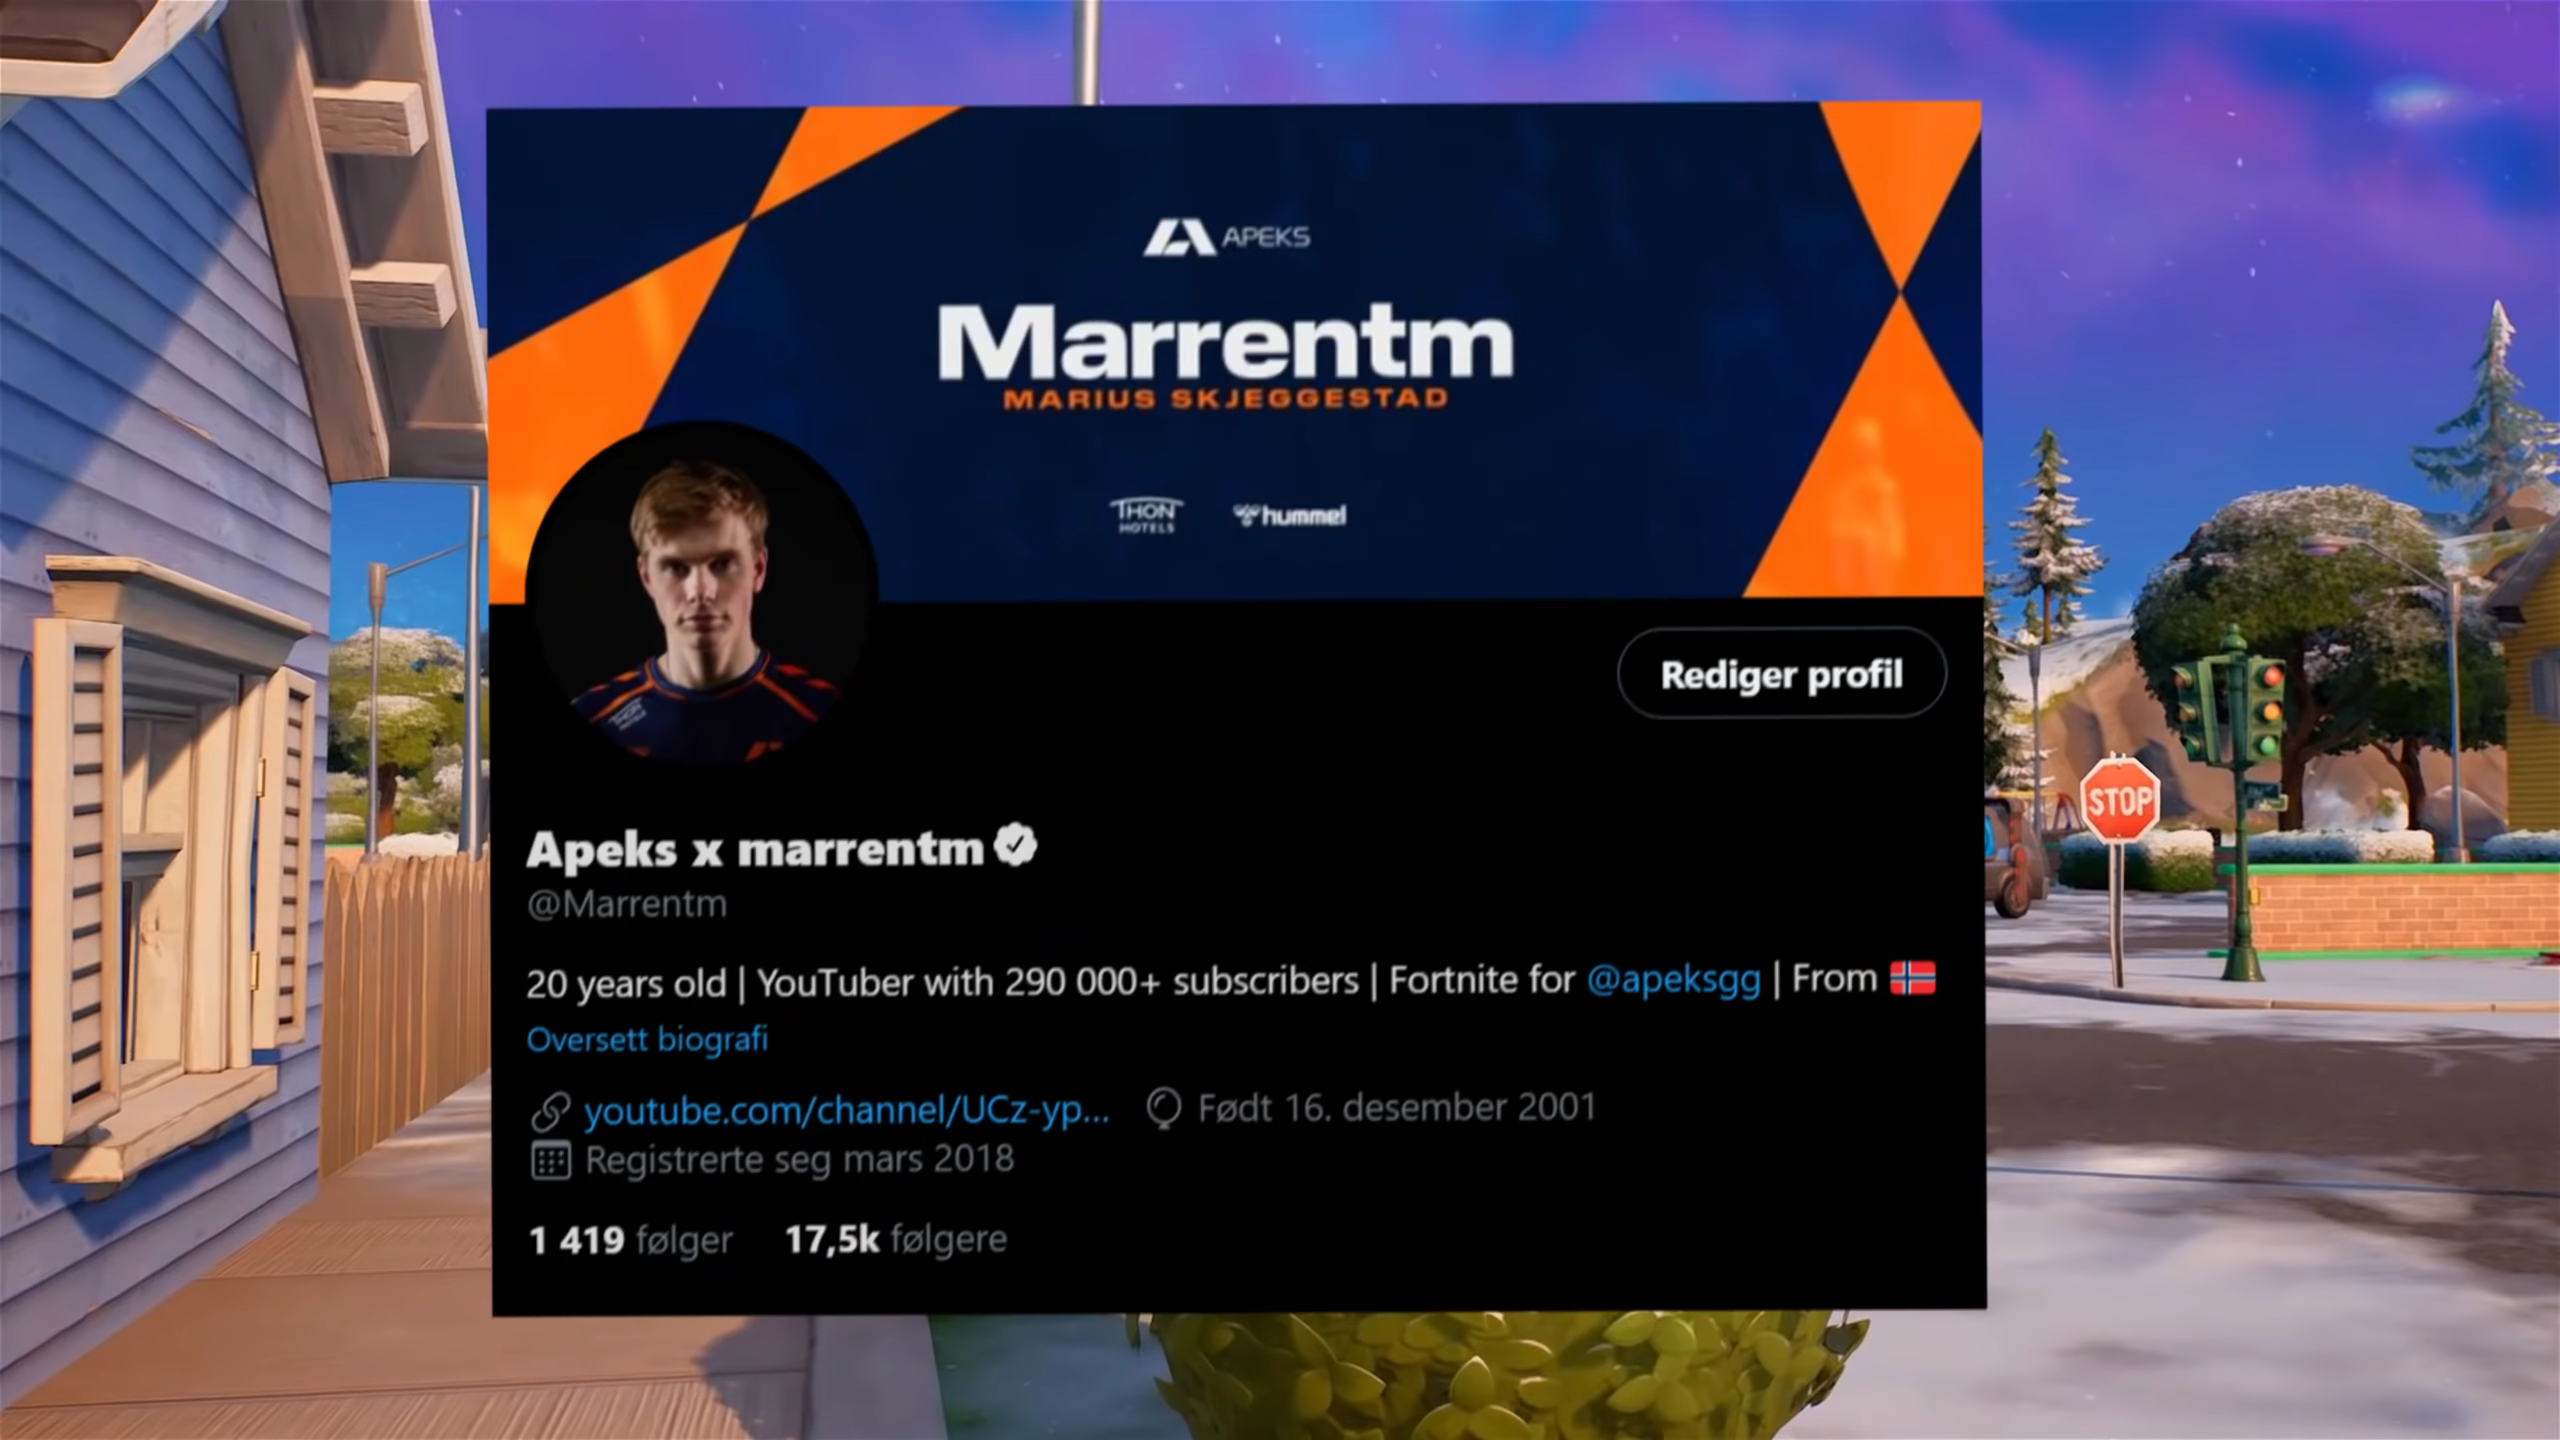 APEKS
Marrentm
MARIUS SKJEGGESTAD
THON
HOTELS
hummel
THON
HOTELS
Rediger profil
Apeks x marrentm
@Marrentm
20 years old | YouTuber with 290 000+ subscribers | Fortnite for @apeksgg | From
Oversett biografi
youtube.com/channel/UCz-yp... Født 16. desember 2001
Registrerte seg mars 2018
1 419 følger 17,5k følgere
STOP